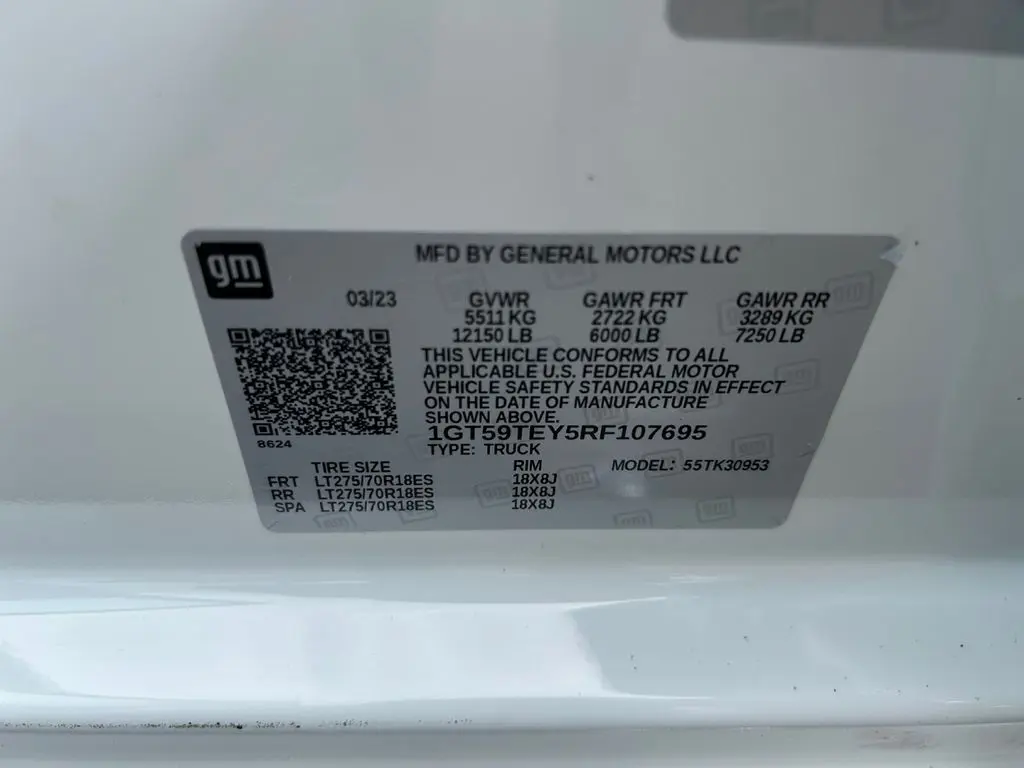 gm
MFD BY GENERAL MOTORS LLC
03/23 GVWR GAWR FRT GAWR RR
5511 KG 2722 KG 3289 KG
12150 LB 6000 LB 7250 LB
THIS VEHICLE CONFORMS TO ALL
APPLICABLE U.S. FEDERAL MOTOR
VEHICLE SAFETY STANDARDS IN EFFECT
ON THE DATE OF MANUFACTURE
SHOWN ABOVE.
8624
1GT59TEY5RF107695
TYPE: TRUCK
TIRE SIZE RIM MODEL: 55TK30953
FRT LT275/70R18ES 18X8J
RR LT275/70R18ES 18X8J
SPA LT275/70R18ES 18X8J